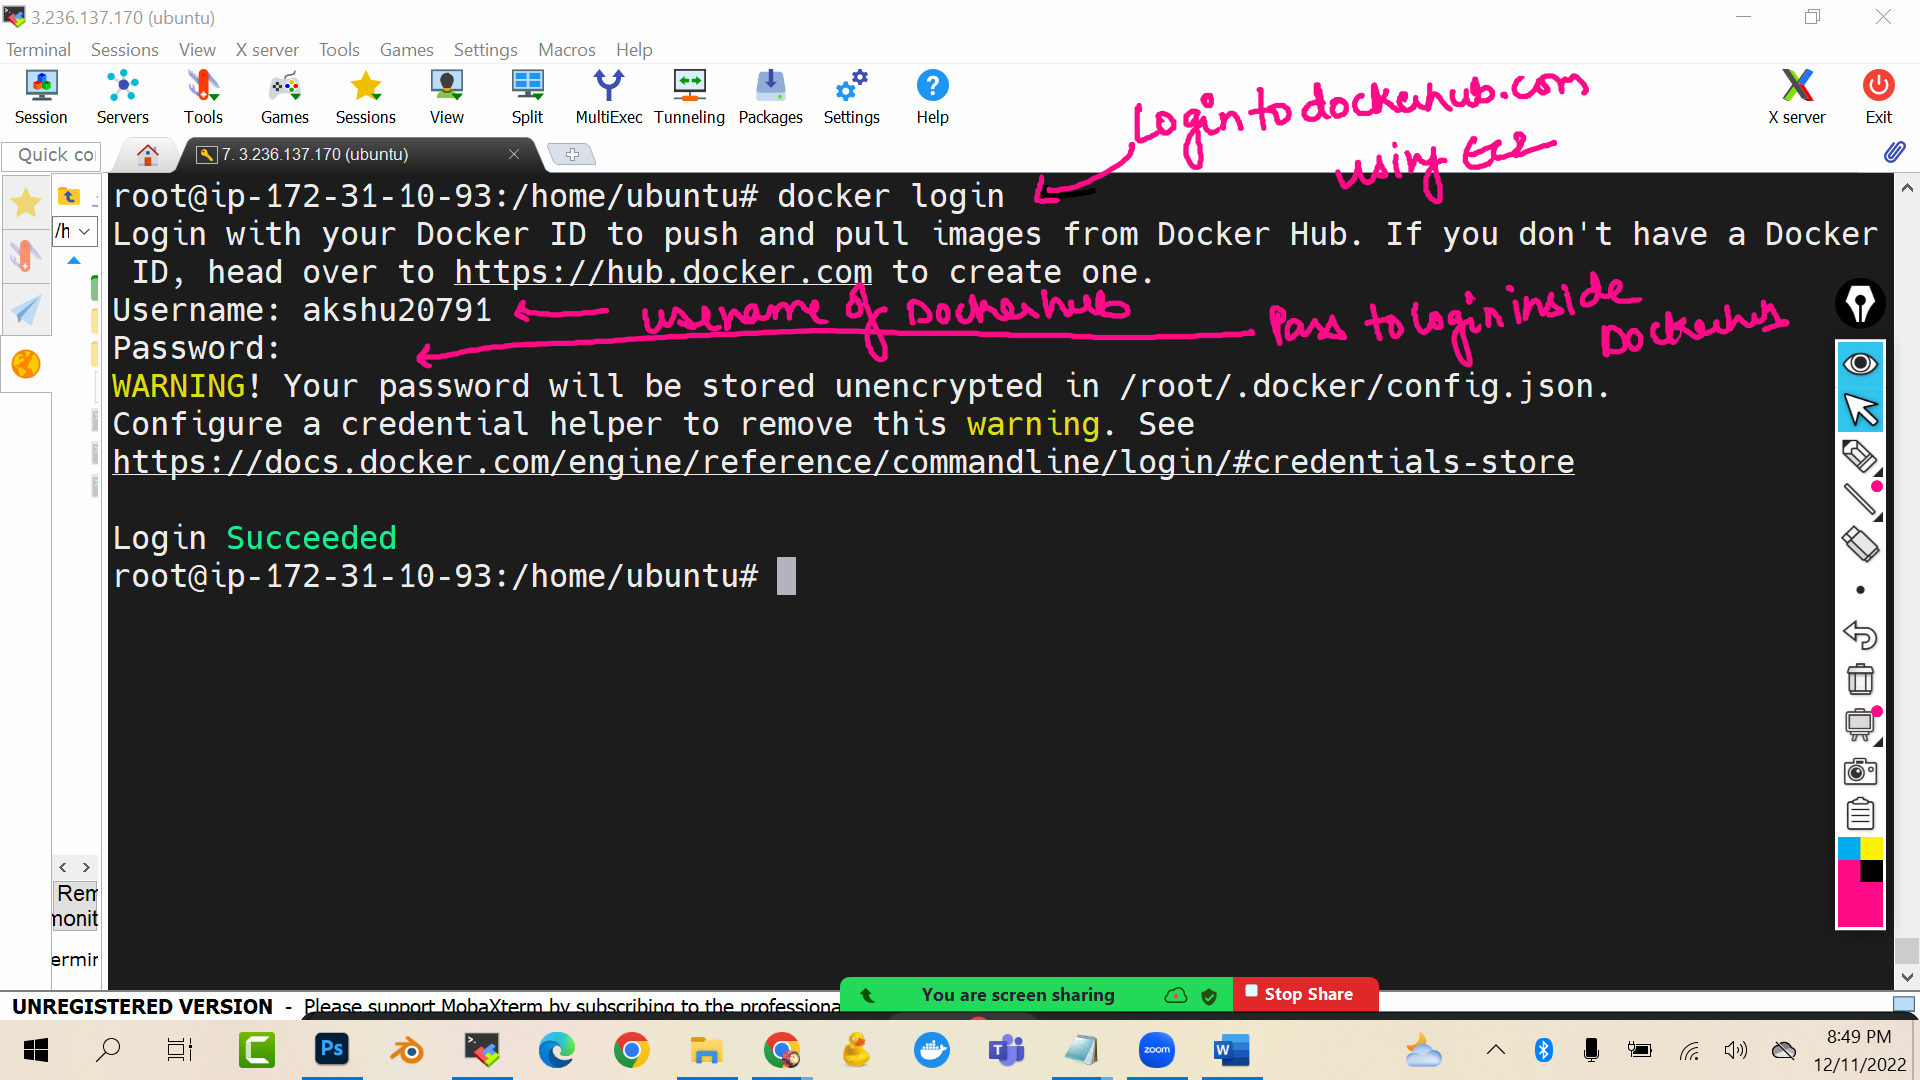 3.236.137.170 (ubuntu)
Terminal Sessions View X server Tools Games Settings Macros Help
Session Servers Tools Games Sessions View Split MultiExec Tunneling Packages Settings Help X server Exit
Login to dockerhub.com
using EC2
Quick co
7. 3.236.137.170 (ubuntu)
root@ip-172-31-10-93:/home/ubuntu# docker login
Login with your Docker ID to push and pull images from Docker Hub. If you don't have a Docker
ID, head over to https://hub.docker.com to create one.
Username: akshu20791
username of Dockerhub
Pass to login inside
Dockerhub
Password:
WARNING! Your password will be stored unencrypted in /root/.docker/config.json.
Configure a credential helper to remove this warning. See
https://docs.docker.com/engine/reference/commandline/login/#credentials-store
Login Succeeded
root@ip-172-31-10-93:/home/ubuntu#
/h
Rem
monit
ermin
UNREGISTERED VERSION - Please support MobaXterm by subscribing to the professiona
You are screen sharing Stop Share
Ps
zoom
W
8:49 PM
12/11/2022